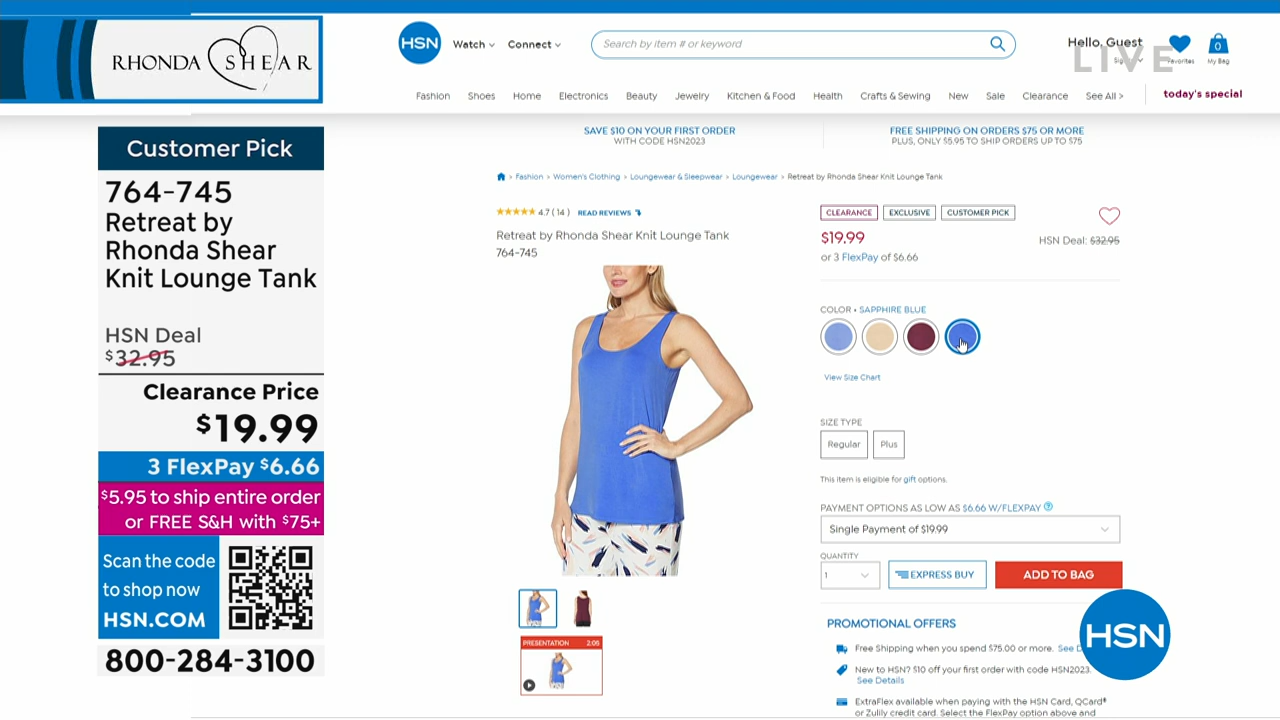 RHONDA SHEAR
Customer Pick
764-745
Retreat by
Rhonda Shear
Knit Lounge Tank
HSN Deal
$32.95
Clearance Price
$19.99
3 FlexPay $6.66
$5.95 to ship entire order
or FREE S&H with $75+
Scan the code
to shop now
HSN.COM
800-284-3100
HSN
Watch
Connect
Search by item # or keyword
Hello, Guest
LIVE
Favorites
0
My Bag
Fashion Shoes Home Electronics Beauty Jewelry Kitchen & Food Health Crafts & Sewing New Sale Clearance See All > today's special
SAVE $10 ON YOUR FIRST ORDER
WITH CODE HSN2023
FREE SHIPPING ON ORDERS $75 OR MORE
PLUS, ONLY $5.95 TO SHIP ORDERS UP TO $75
> Fashion > Women's Clothing > Loungewear & Sleepwear > Loungewear > Retreat by Rhonda Shear Knit Lounge Tank
4.7 ( 14 ) READ REVIEWS
Retreat by Rhonda Shear Knit Lounge Tank
764-745
PRESENTATION 2:05
CLEARANCE EXCLUSIVE CUSTOMER PICK
$19.99
HSN Deal: $32.95
or 3 FlexPay of $6.66
COLOR • SAPPHIRE BLUE
View Size Chart
SIZE TYPE
Regular Plus
This item is eligible for gift options.
PAYMENT OPTIONS AS LOW AS $6.66 W/FLEXPAY ?
Single Payment of $19.99
QUANTITY
1
EXPRESS BUY
ADD TO BAG
PROMOTIONAL OFFERS
Free Shipping when you spend $75.00 or more. See
New to HSN? $10 off your first order with code HSN2023.
See Details
ExtraFlex available when paying with the HSN Card, QCard®
or Zulily credit card. Select the FlexPay option above and
HSN